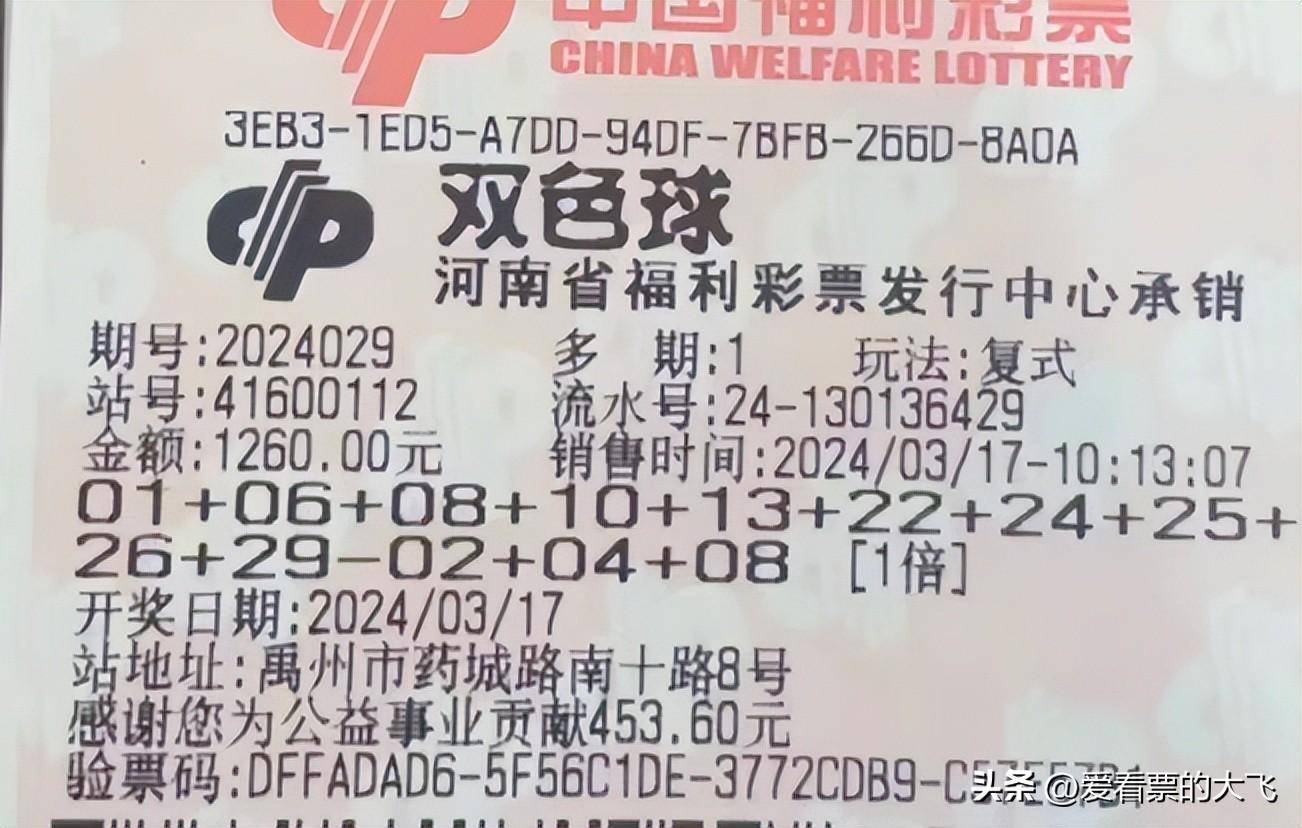 中国福利彩票
CHINA WELFARE LOTTERY
3EB3-1ED5-A7DD-94DF-7BFB-266D-8A0A
双色球
河南省福利彩票发行中心承销
期号:2024029 多 期:1 玩法:复式
站号:41600112 流水号:24-130136429
金额:1260.00元 销售时间:2024/03/17-10:13:07
01+06+08+10+13+22+24+25+
26+29-02+04+08 [1倍]
开奖日期:2024/03/17
站地址:禹州市药城路南十路8号
感谢您为公益事业贡献453.60元
验票码:DFFADAD6-5F56C1DE-3772CDB9-
头条 @爱看票的大飞